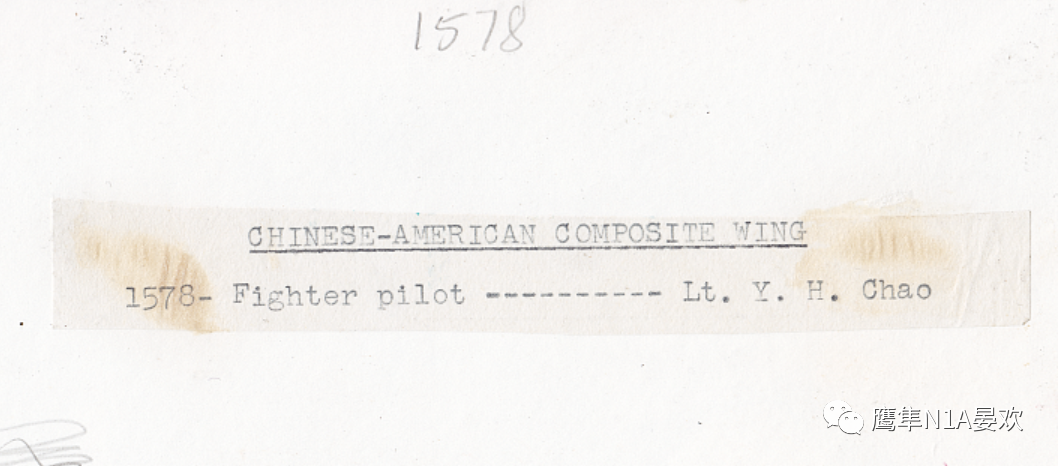 1578
CHINESE-AMERICAN COMPOSITE WING
1578- Fighter pilot ---------- Lt. Y. H. Chao
鹰隼N1A晏欢